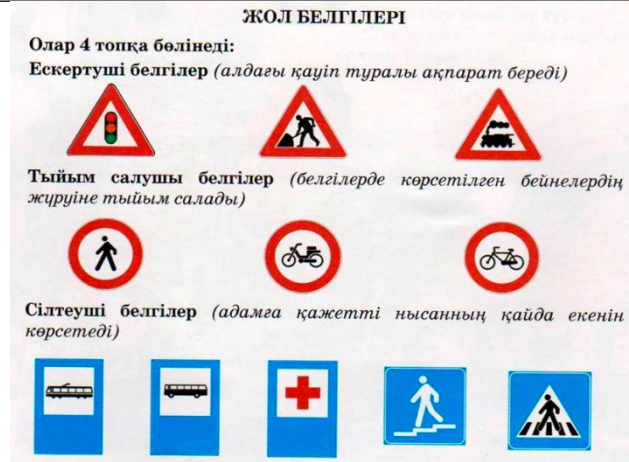 ЖОЛ БЕЛГІЛЕРІ
Олар 4 топқа бөлінеді:
Ескертуші белгілер (алдағы қауіп туралы ақпарат береді)
Тыйым салушы белгілер (белгілерде көрсетілген бейнелердің
жүруіне тыйым салады)
Сілтеуші белгілер (адамға қажетті нысанның қайда екенін
көрсетеді)